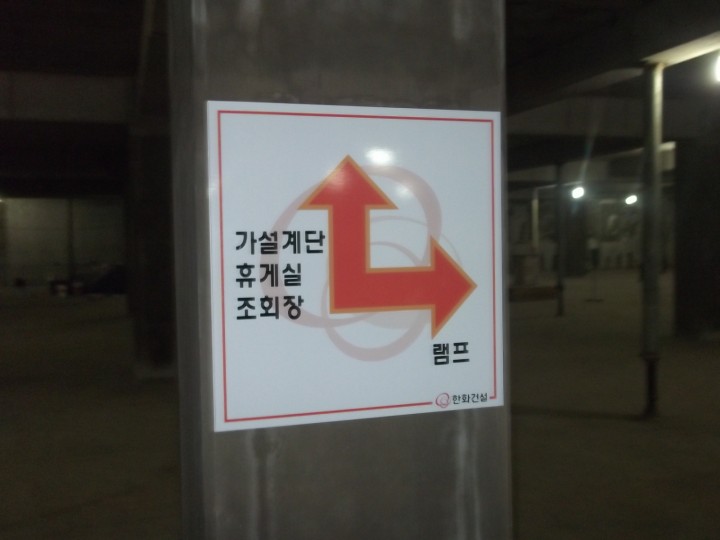 가설계단
휴게실
조회장
램프
한화건설